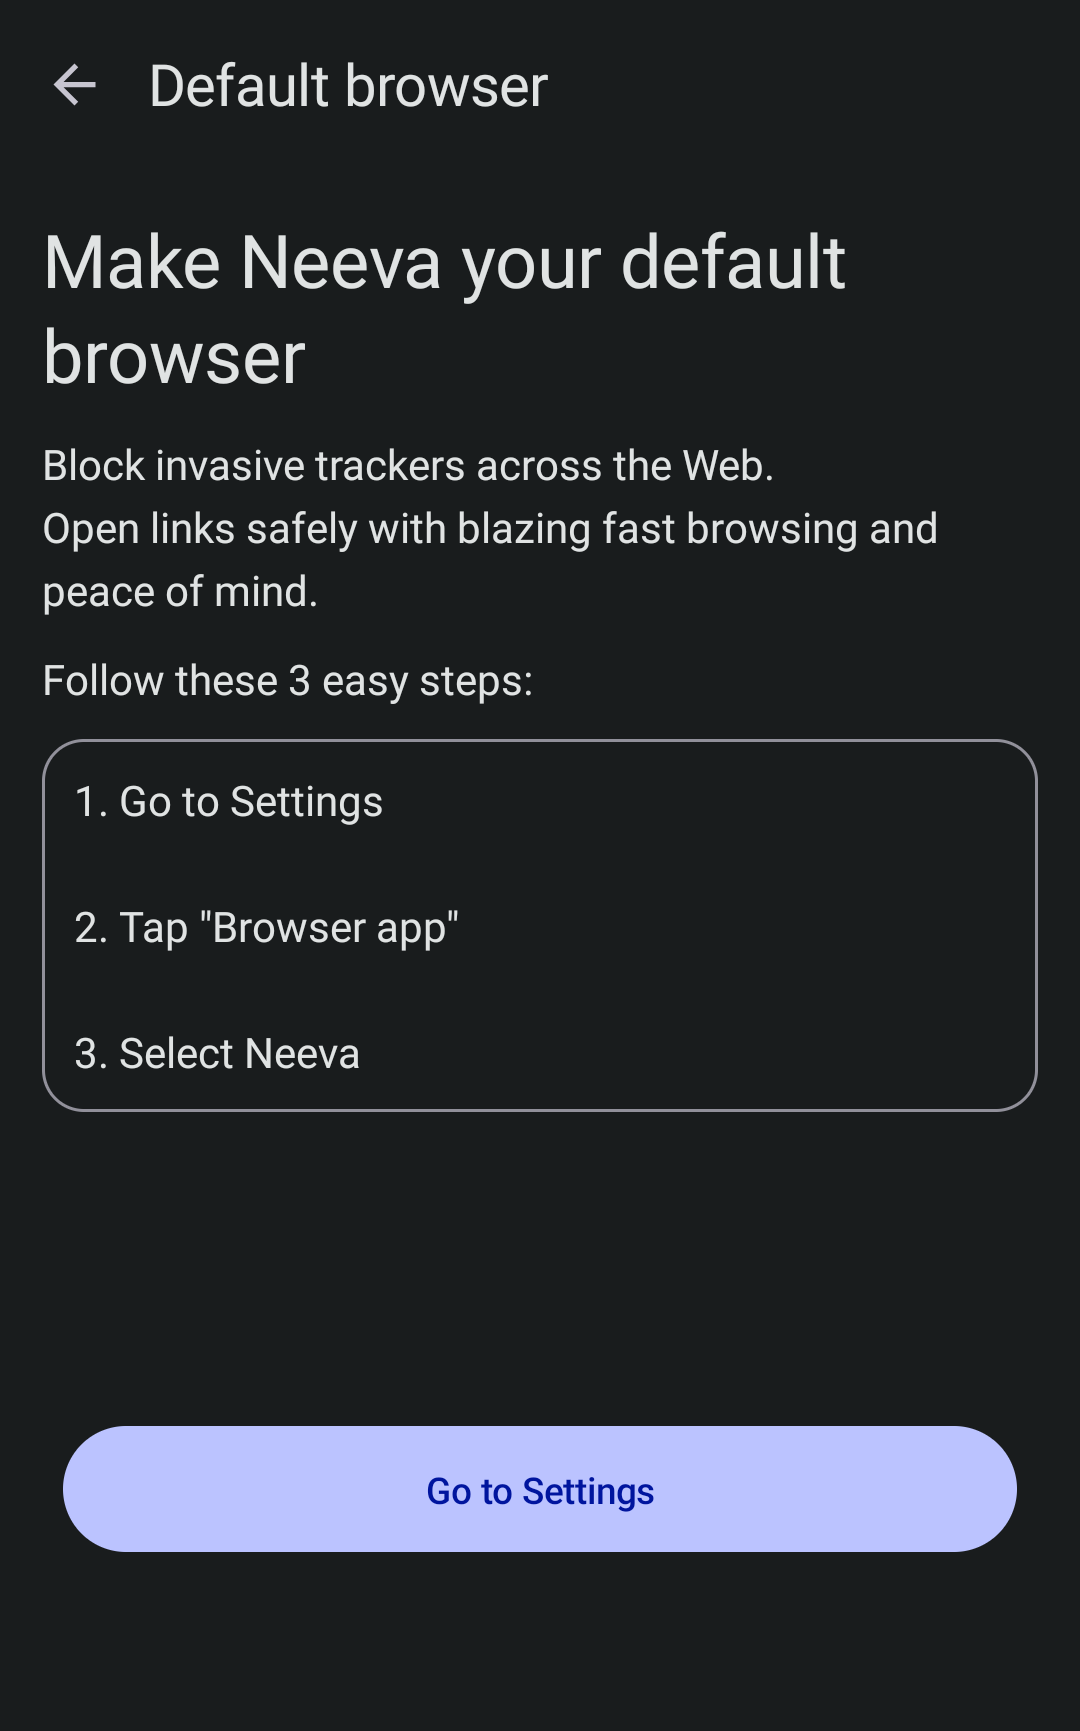 Default browser
Make Neeva your default
browser
Block invasive trackers across the Web.
Open links safely with blazing fast browsing and
peace of mind.
Follow these 3 easy steps:
1. Go to Settings
2. Tap "Browser app"
3. Select Neeva
Go to Settings